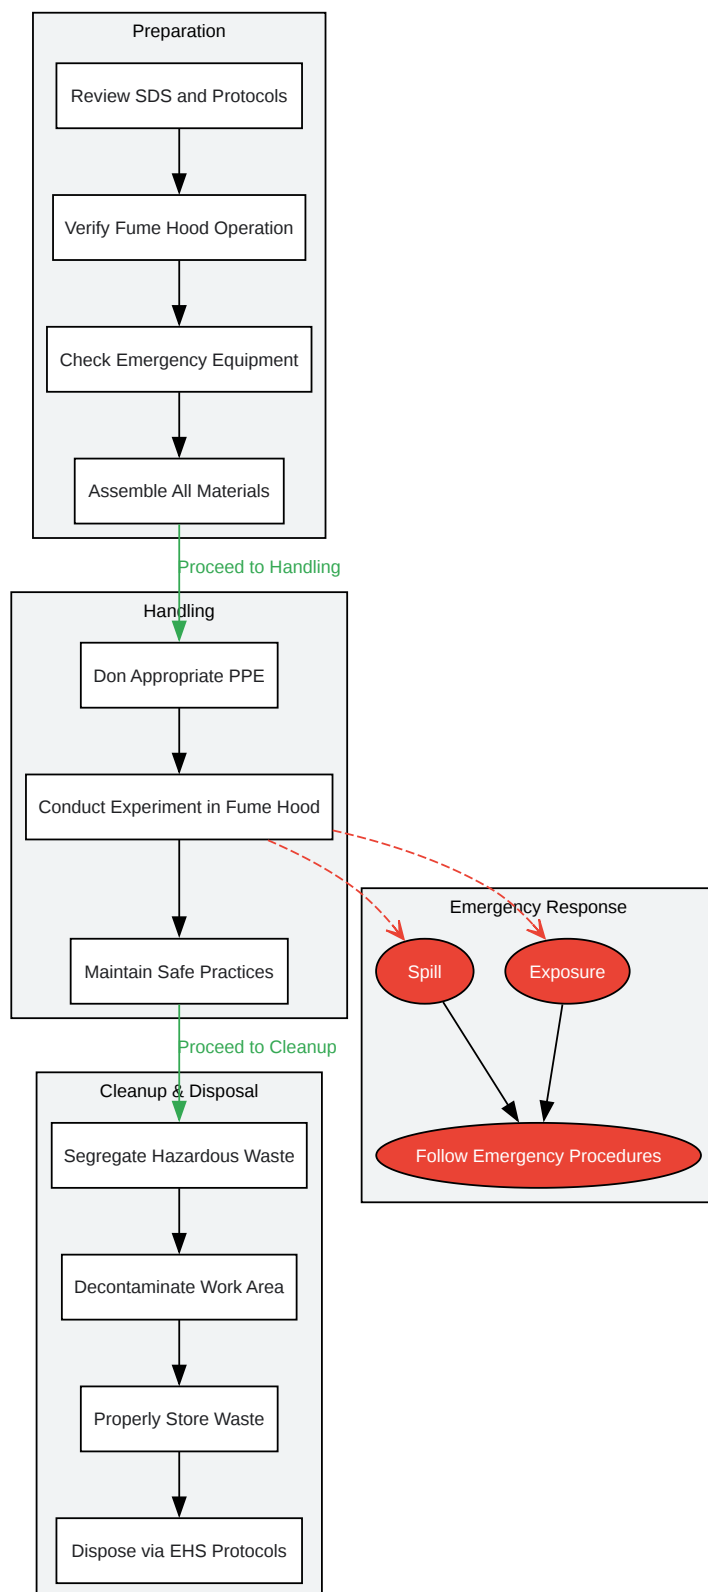 Preparation
Review SDS and Protocols
Verify Fume Hood Operation
Check Emergency Equipment
Assemble All Materials
Proceed to Handling
Handling
Don Appropriate PPE
Conduct Experiment in Fume Hood
Maintain Safe Practices
Emergency Response
Spill
Exposure
Follow Emergency Procedures
Proceed to Cleanup
Cleanup & Disposal
Segregate Hazardous Waste
Decontaminate Work Area
Properly Store Waste
Dispose via EHS Protocols